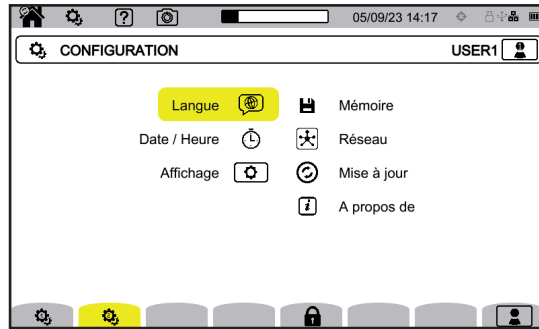 05/09/23 14:17
CONFIGURATION
USER1
Langue
Mémoire
Date / Heure
Réseau
Affichage
Mise à jour
A propos de